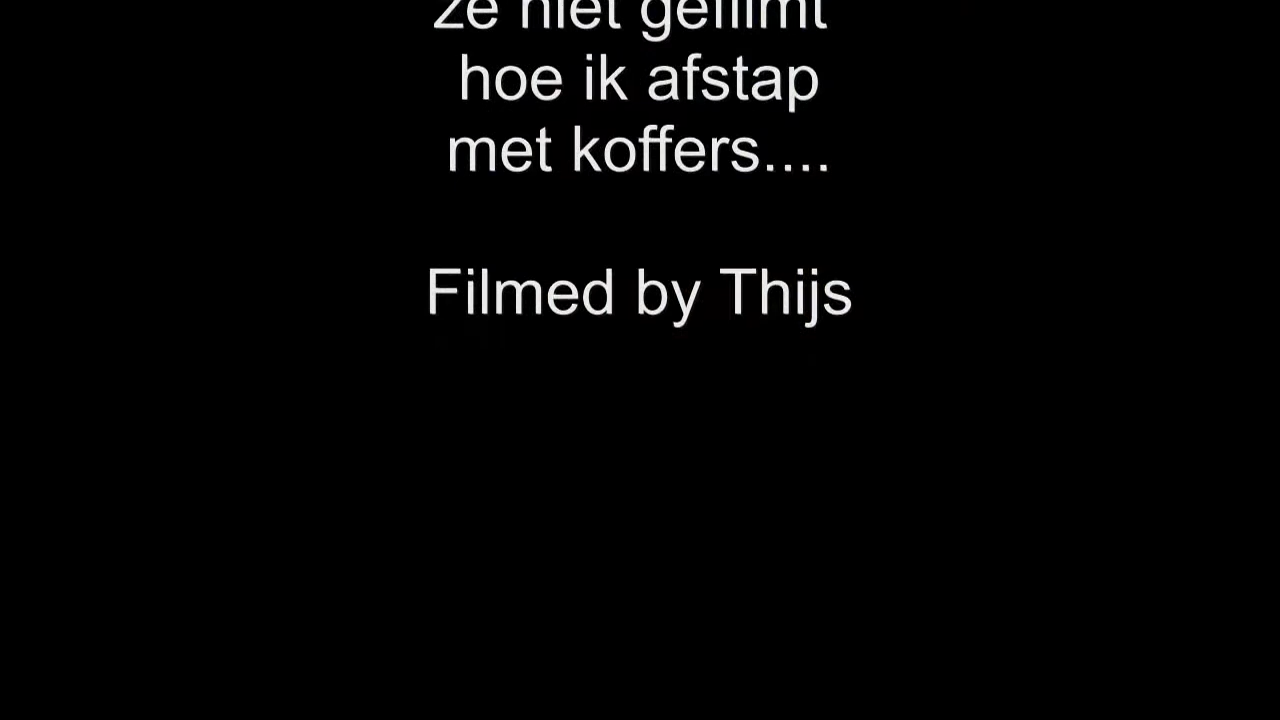 ze niet gefilmt
hoe ik afstap
met koffers....
Filmed by Thijs